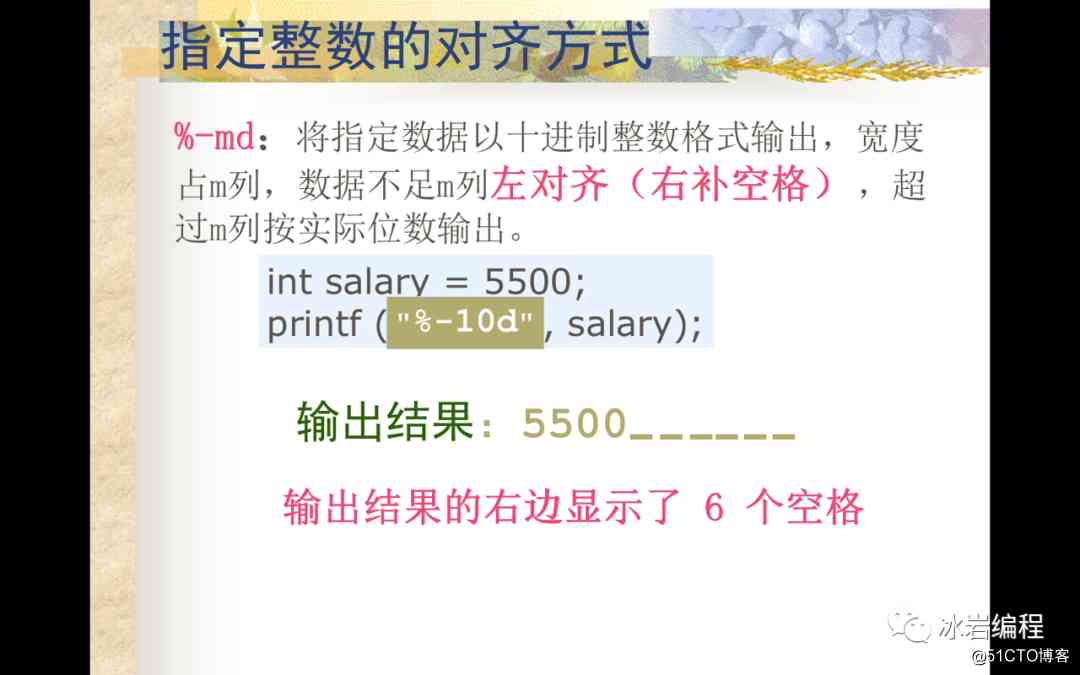 指定整数的对齐方式
%-md：将指定数据以十进制整数格式输出，宽度
占m列，数据不足m列左对齐（右补空格），超
过m列按实际位数输出。
int salary = 5500;
printf ("%-10d", salary);
输出结果：5500______
输出结果的右边显示了 6 个空格
冰岩编程
@51CTO博客